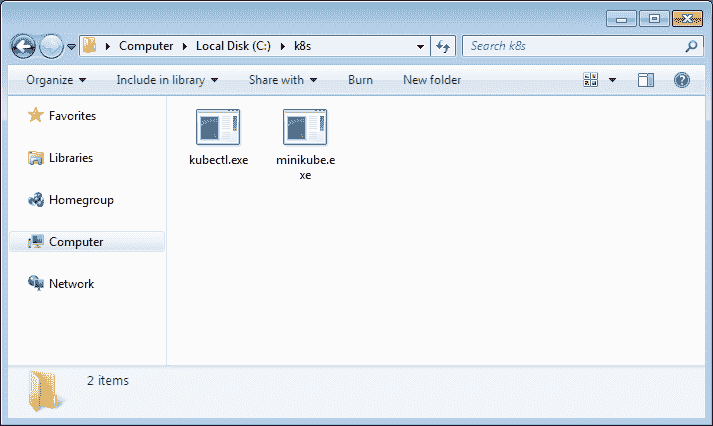 Computer ▸ Local Disk (C:) ▸ k8s
Search k8s
Organize
Include in library
Share with
Burn
New folder
Favorites
Libraries
Homegroup
Computer
Network
kubectl.exe
minikube.e
xe
2 items